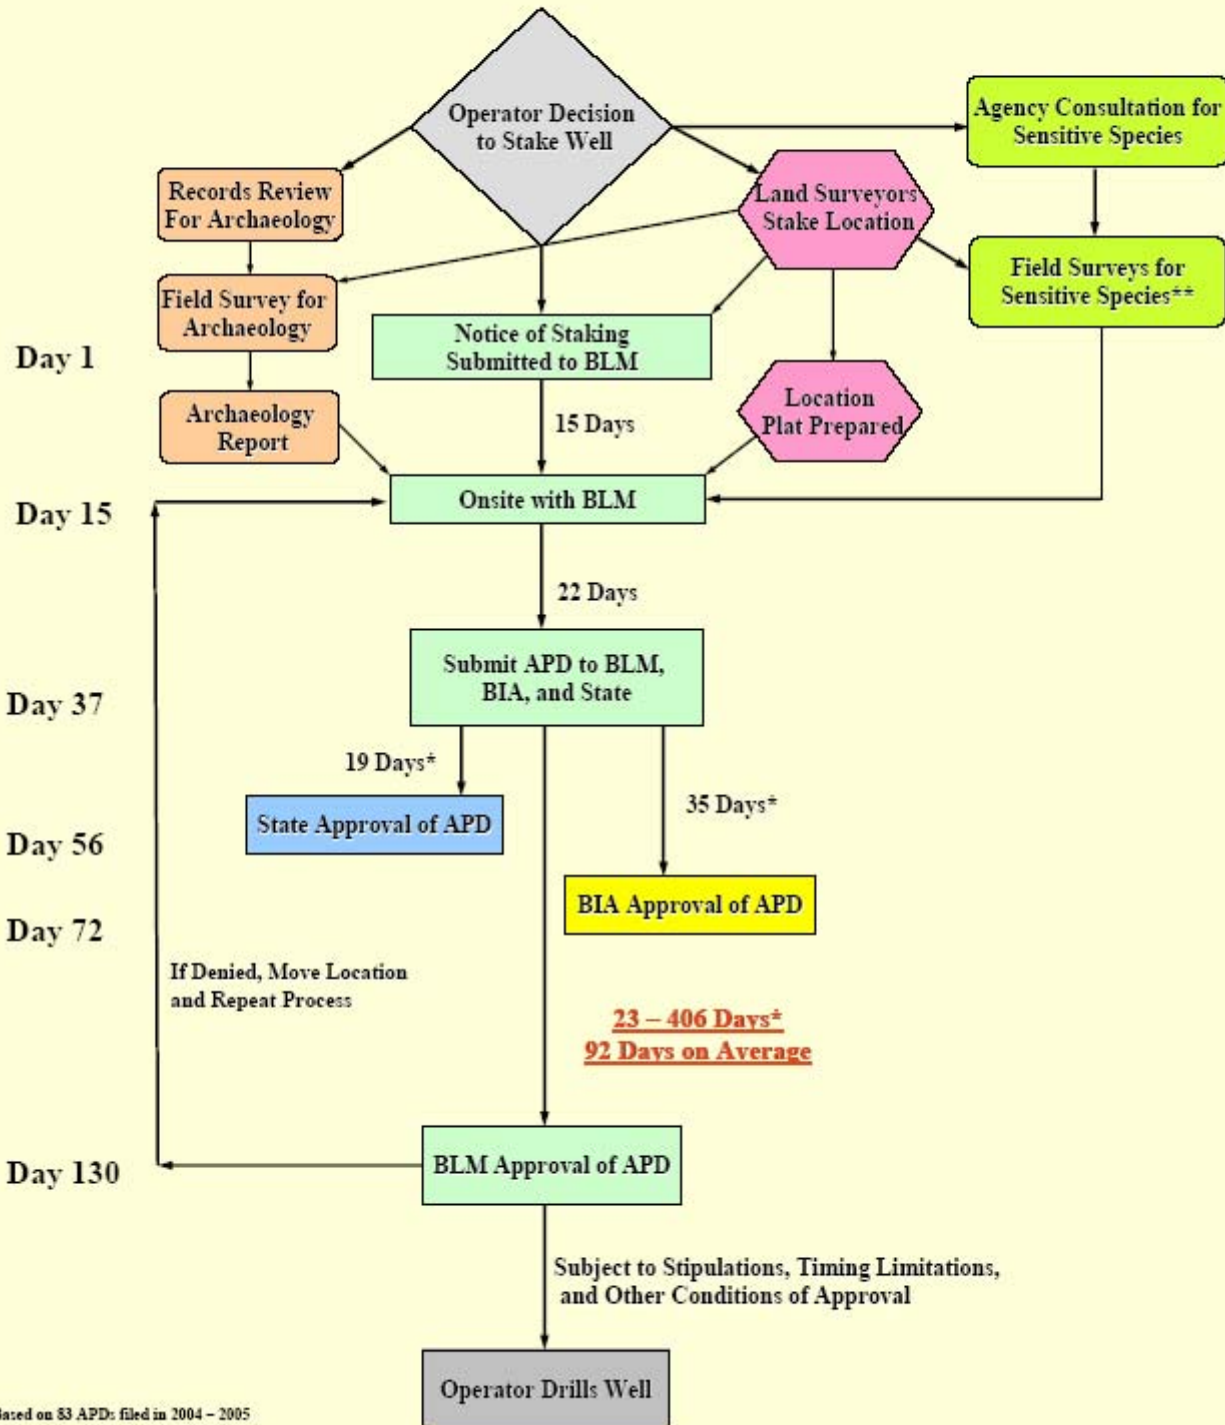 Operator Decision
to Stake Well
Agency Consultation for
Sensitive Species
Records Review
For Archaeology
Land Surveyors
Stake Location
Field Survey for
Archaeology
Field Surveys for
Sensitive Species**
Day 1
Notice of Staking
Submitted to BLM
Archaeology
Report
15 Days
Location
Plat Prepared
Day 15
Onsite with BLM
22 Days
Day 37
Submit APD to BLM,
BIA, and State
19 Days*
35 Days*
Day 56
State Approval of APD
Day 72
BIA Approval of APD
If Denied, Move Location
and Repeat Process
23 – 406 Days*
92 Days on Average
Day 130
BLM Approval of APD
Subject to Stipulations, Timing Limitations,
and Other Conditions of Approval
Operator Drills Well
Based on 83 APDs filed in 2004 – 2005